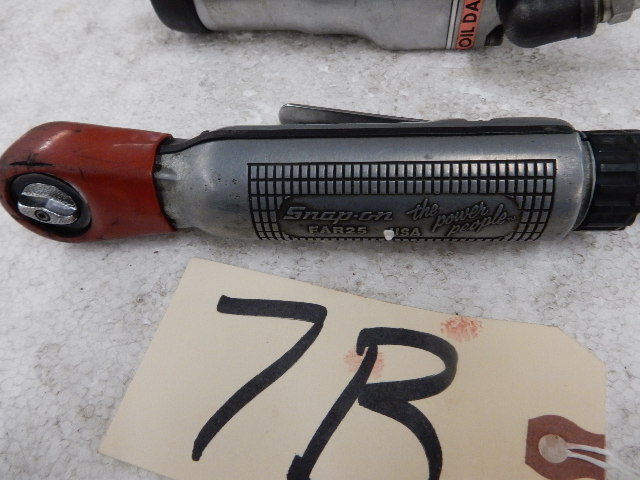 OIL DA
Snap-on the power people
FAR25 USA
7B